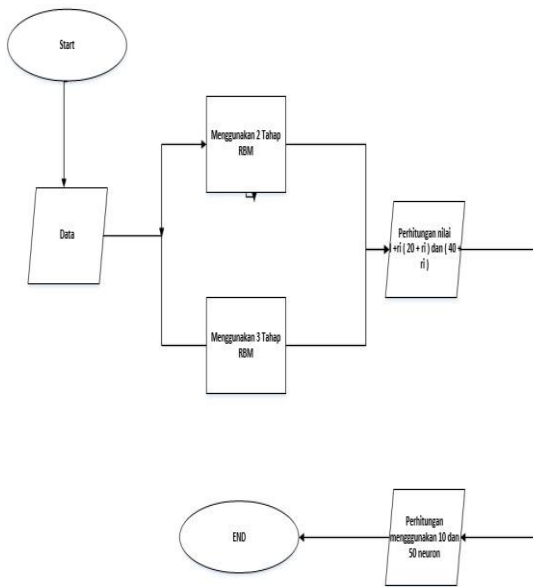 Start
Menggunakan 2 Tahap
RBM
Data
Perhitungan nilai
+ri ( 20 + ri ) dan ( 40 +
ri )
Menggunakan 3 Tahap
RBM
Perhitungan
mengggunakan 10 dan
50 neuron
END